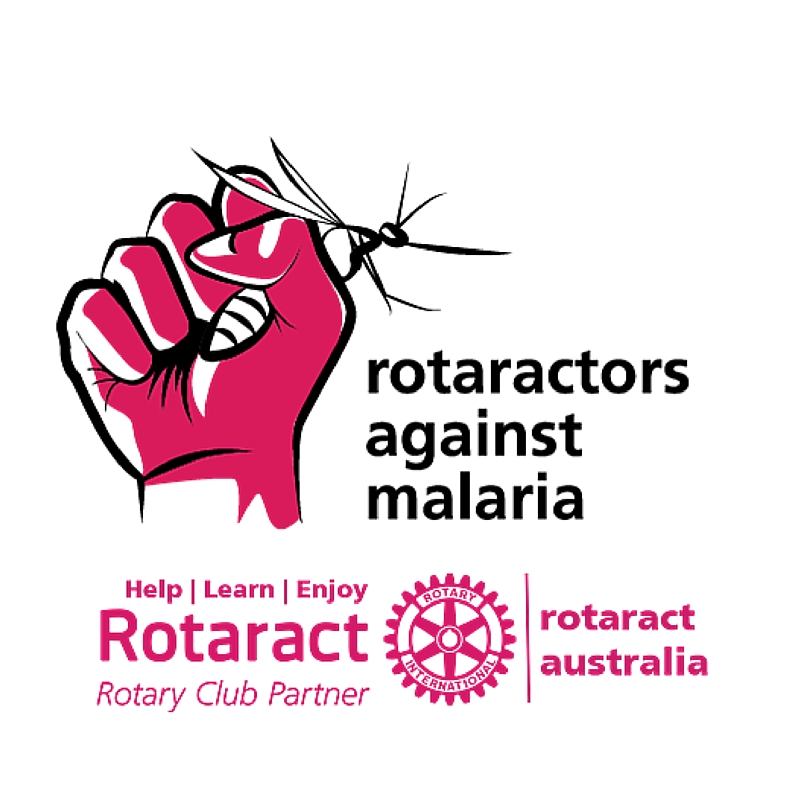 rotaractors
against
malaria
Help | Learn | Enjoy
Rotaract
Rotary Club Partner
ROTARY
INTERNATIONAL
rotaract
australia